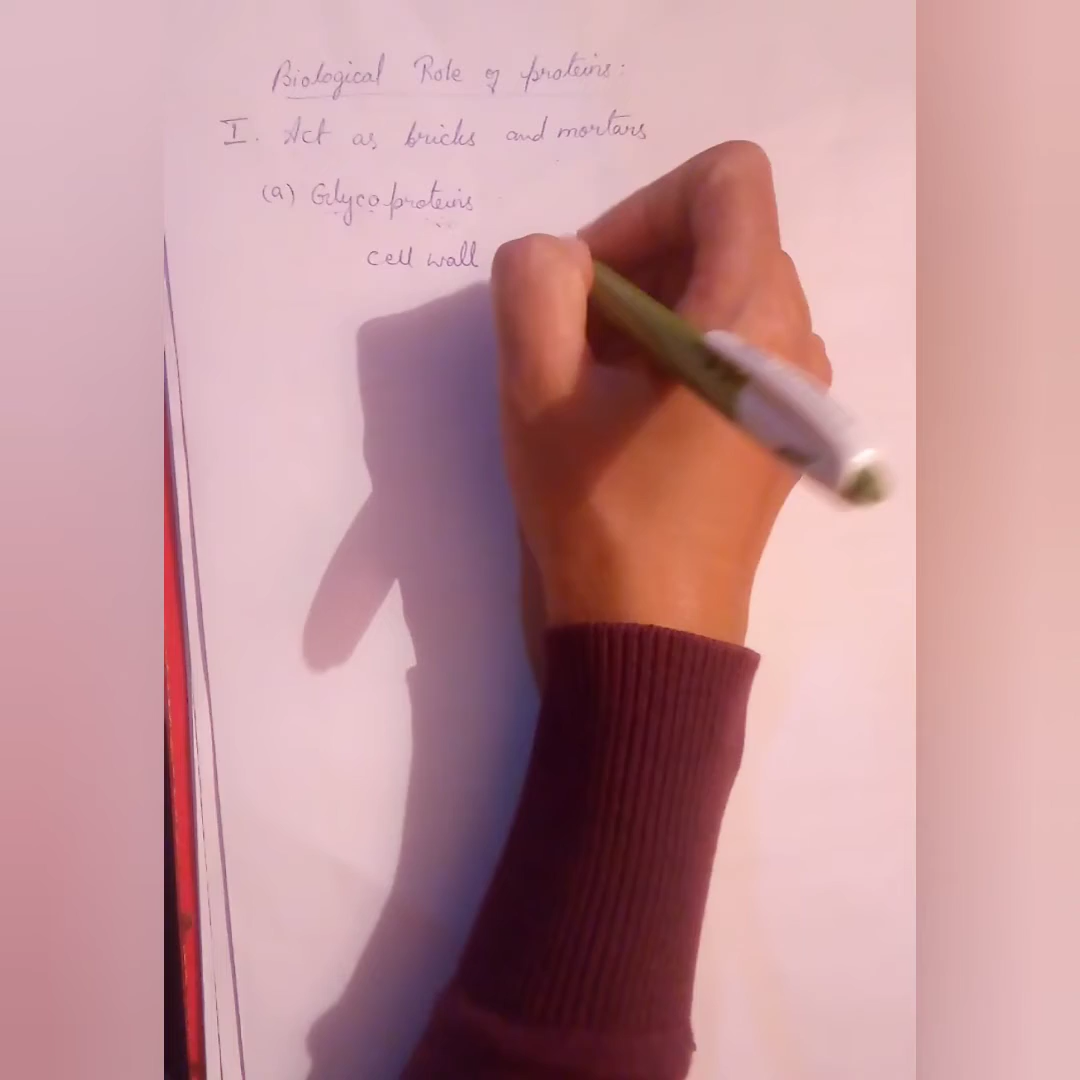 Biological Role of proteins:
I. Act as bricks and mortars
(a) Glycoproteins
cell wall